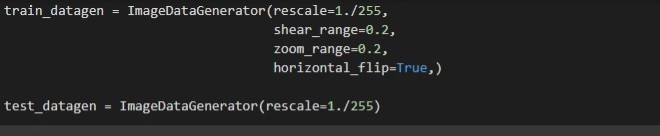 train_datagen = ImageDataGenerator(rescale=1./255,
                                   shear_range=0.2,
                                   zoom_range=0.2,
                                   horizontal_flip=True,)
test_datagen = ImageDataGenerator(rescale=1./255)